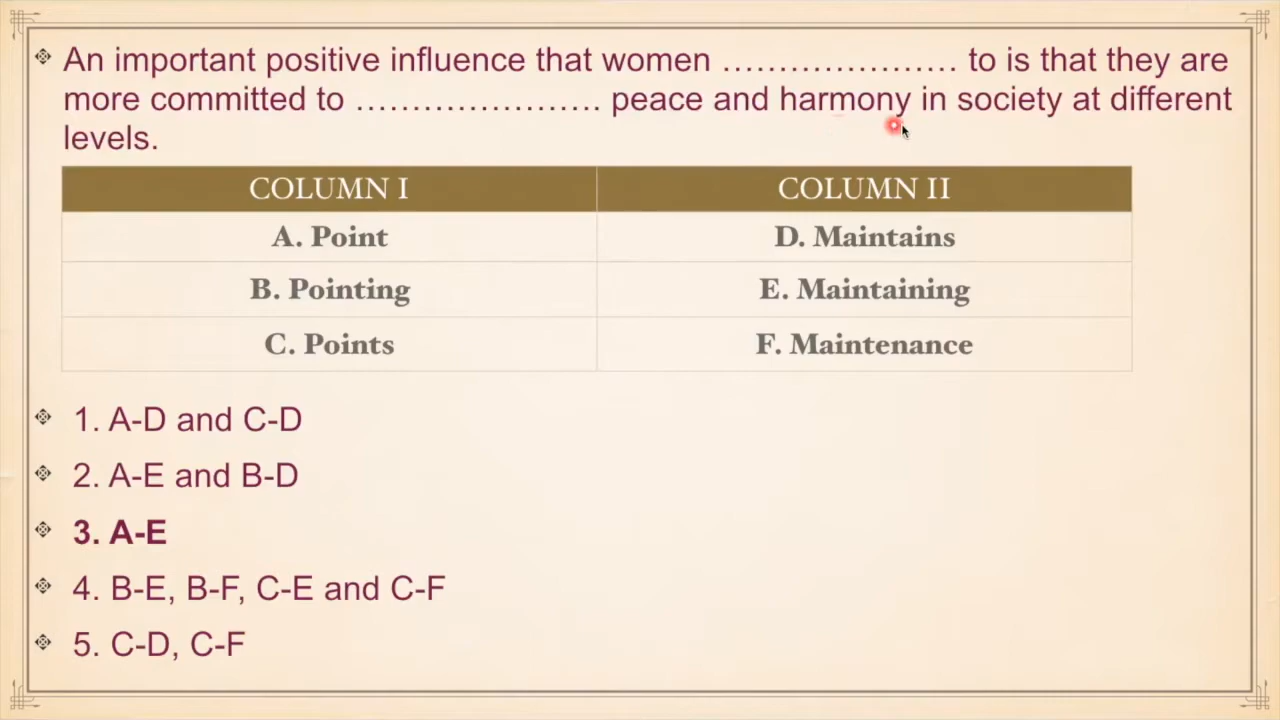 An important positive influence that women ………………… to is that they are
more committed to …………………. peace and harmony in society at different
levels.
COLUMN I COLUMN II
A. Point D. Maintains
B. Pointing E. Maintaining
C. Points F. Maintenance
1. A-D and C-D
2. A-E and B-D
3. A-E
4. B-E, B-F, C-E and C-F
5. C-D, C-F